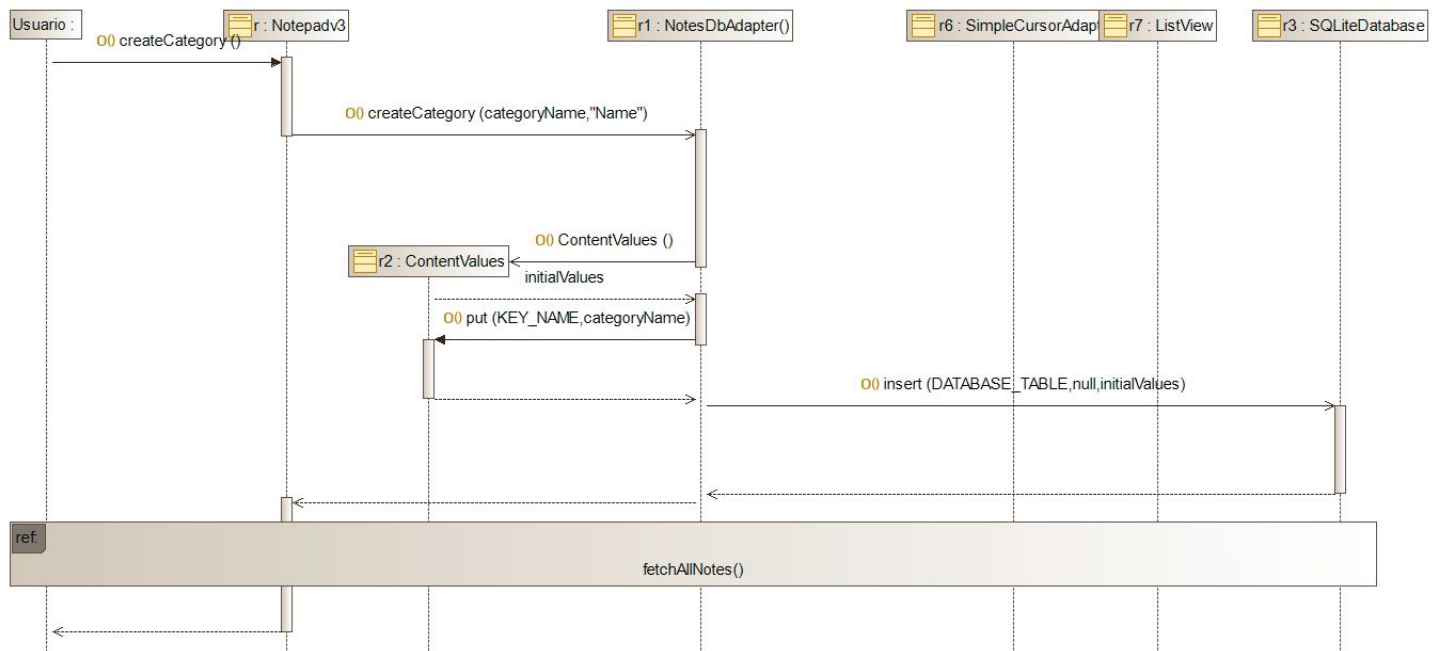 Usuario :
r : Notepadv3
r1 : NotesDbAdapter()
r6 : SimpleCursorAdapt
r7 : ListView
r3 : SQLiteDatabase
O() createCategory ()
O() createCategory (categoryName,"Name")
O() ContentValues ()
r2 : ContentValues
initialValues
O() put (KEY_NAME,categoryName)
O() insert (DATABASE_TABLE,null,initialValues)
ref:
fetchAllNotes()